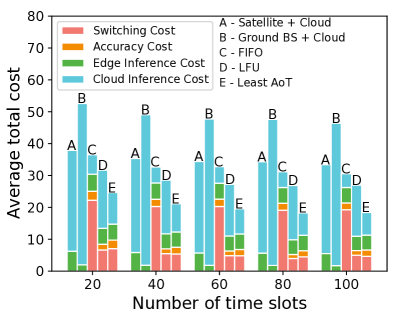 80
70
60
50
40
30
20
10
0
Average total cost
Switching Cost
Accuracy Cost
Edge Inference Cost
Cloud Inference Cost
A - Satellite + Cloud
B - Ground BS + Cloud
C - FIFO
D - LFU
E - Least AoT
A B C D E
A B C D E
A B C D E
A B C D E
A B C D E
20 40 60 80 100
Number of time slots